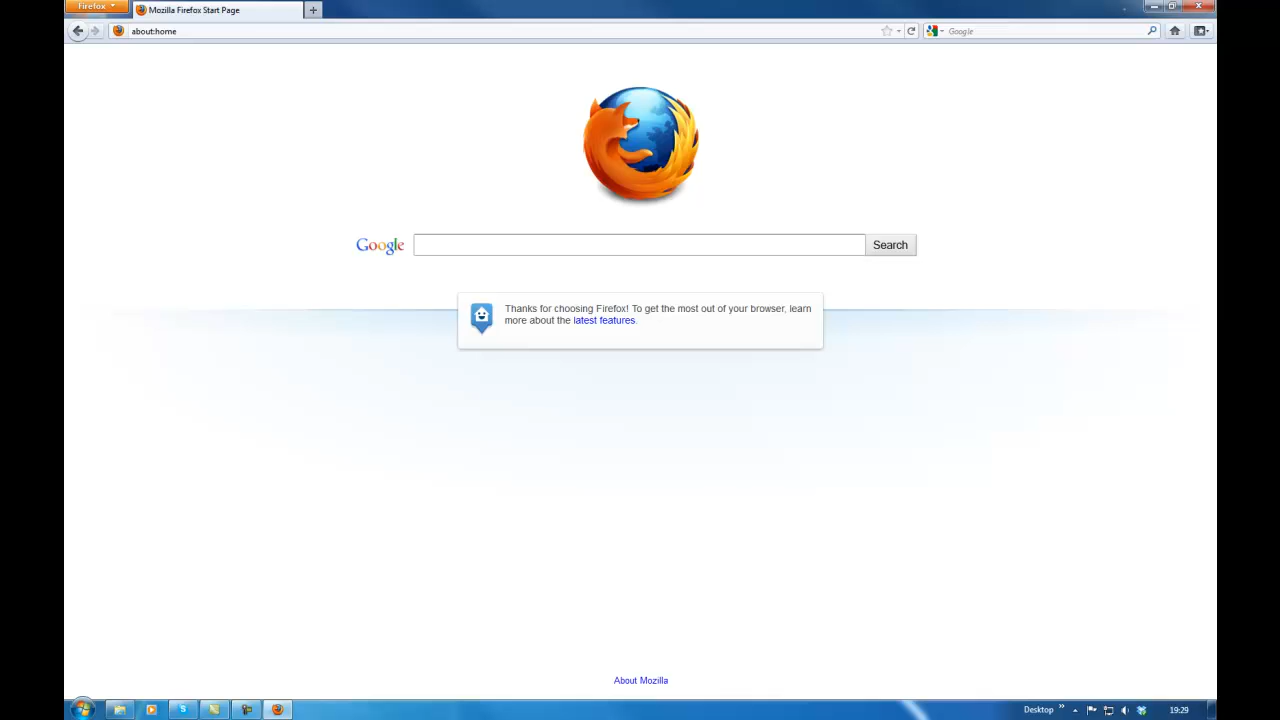 Firefox
Mozilla Firefox Start Page
about:home
Google
Google
Search
Thanks for choosing Firefox! To get the most out of your browser, learn
more about the latest features.
About Mozilla
Desktop
19:29